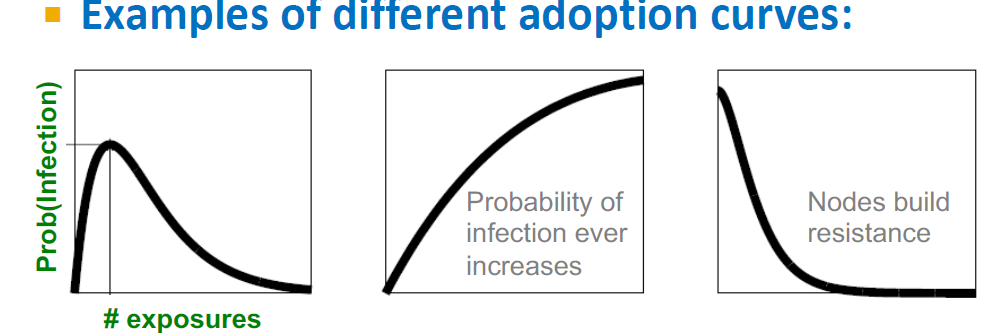 Examples of different adoption curves:
Prob(Infection)
# exposures
Probability of
infection ever
increases
Nodes build
resistance